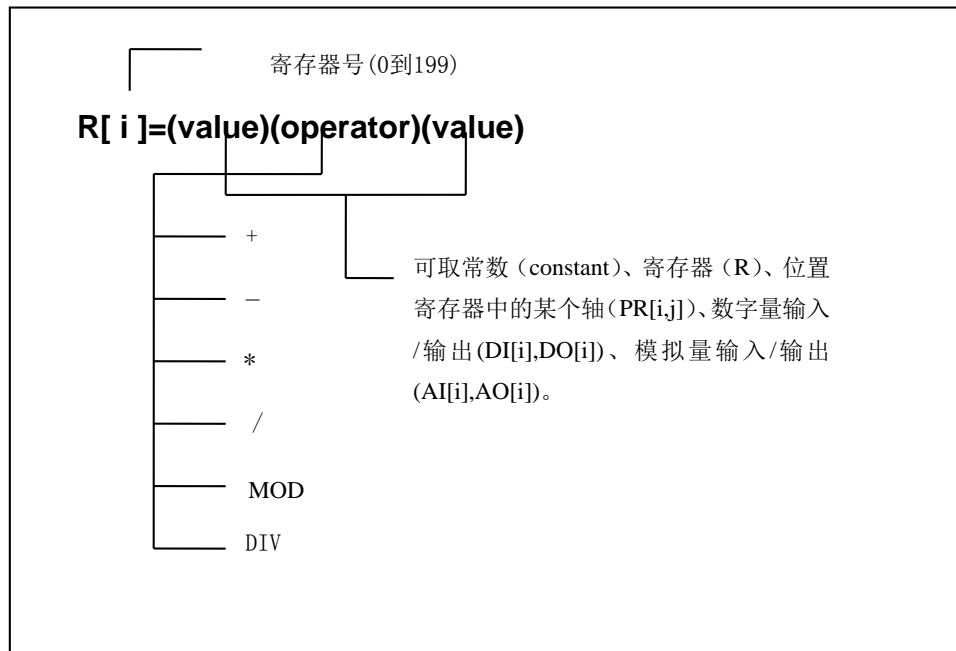 寄存器号(0到199)
R[ i ]=(value)(operator)(value)
+
－
可取常数（constant）、寄存器（R）、位置
寄存器中的某个轴（PR[i,j]）、数字量输入
/输出(DI[i],DO[i])、模拟量输入/输出
(AI[i],AO[i])。
*
/
MOD
DIV